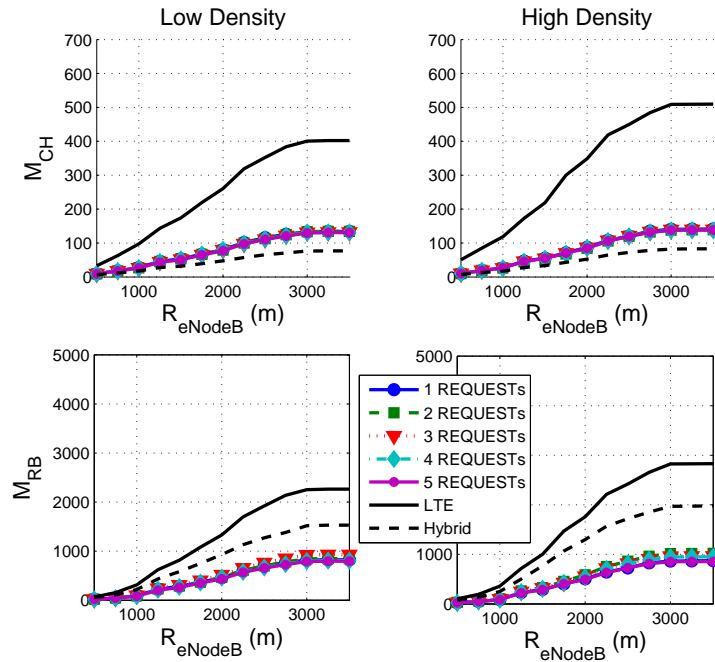 Low Density
High Density
700
600
500
400
300
200
100
0
M_CH
1000 2000 3000
R_eNodeB (m)
700
600
500
400
300
200
100
0
1000 2000 3000
R_eNodeB (m)
5000
4000
3000
2000
1000
0
M_RB
1000 2000 3000
R_eNodeB (m)
5000
1000
0
1000 2000 3000
R_eNodeB (m)
1 REQUESTs
2 REQUESTs
3 REQUESTs
4 REQUESTs
5 REQUESTs
LTE
Hybrid